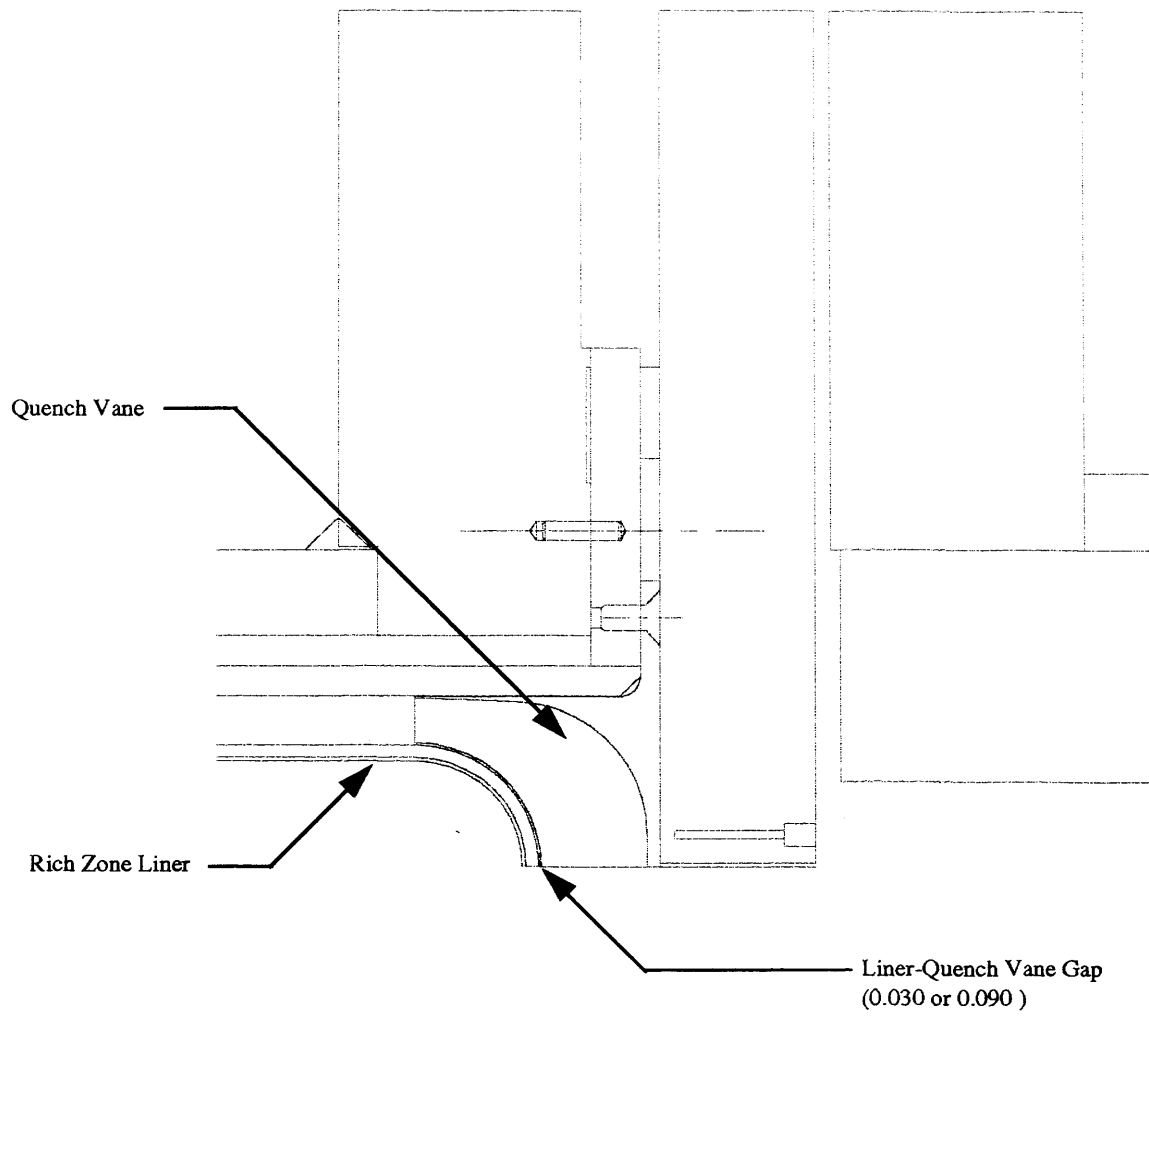 Quench Vane
Rich Zone Liner
Liner-Quench Vane Gap
(0.030 or 0.090 )